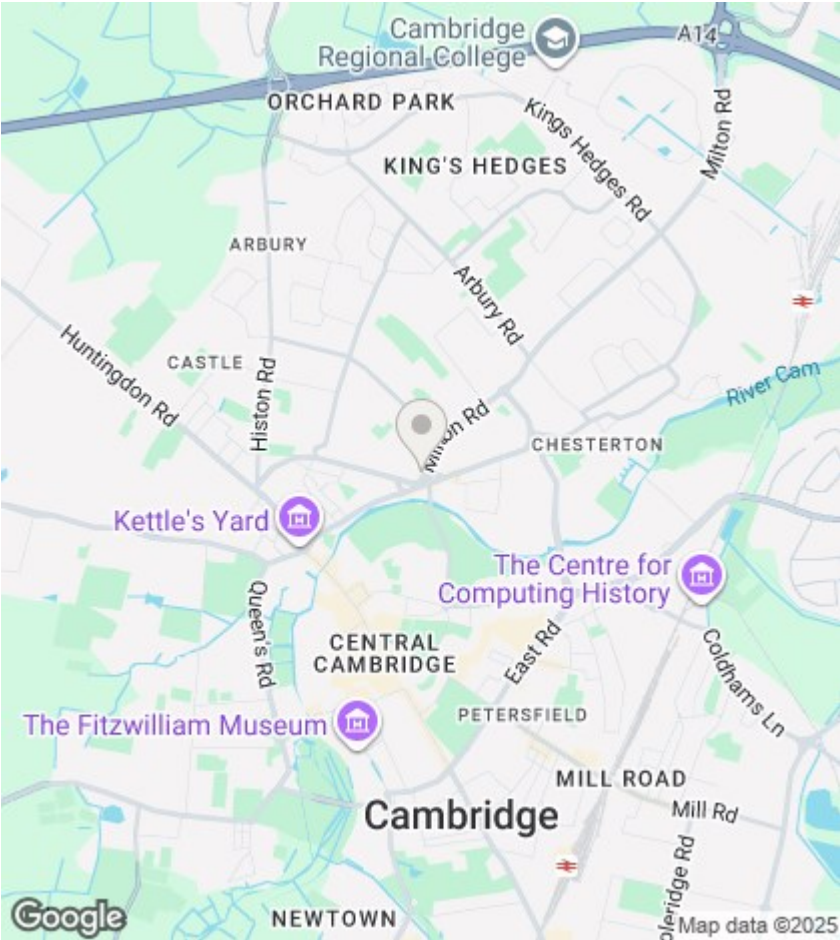 Cambridge
Regional College
A14
ORCHARD PARK
Kings Hedges Rd
Milton Rd
KING'S HEDGES
ARBURY
Arbury Rd
Huntingdon Rd
CASTLE
Histon Rd
River Cam
Milton Rd
CHESTERTON
Kettle's Yard
The Centre for
Computing History
Queen's Rd
CENTRAL
CAMBRIDGE
East Rd
Coldhams Ln
The Fitzwilliam Museum
PETERSFIELD
MILL ROAD
Mill Rd
Cambridge
oleridge Rd
NEWTOWN
Google
Map data ©2025